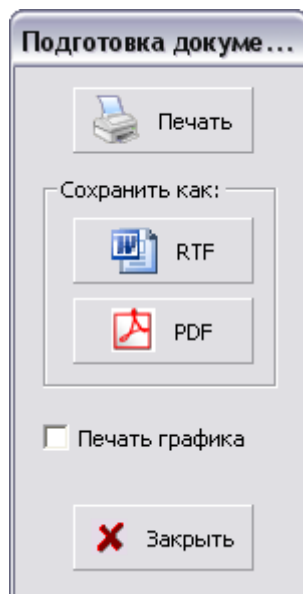 Подготовка докуме...
Печать
Сохранить как:
RTF
PDF
Печать графика
Закрыть